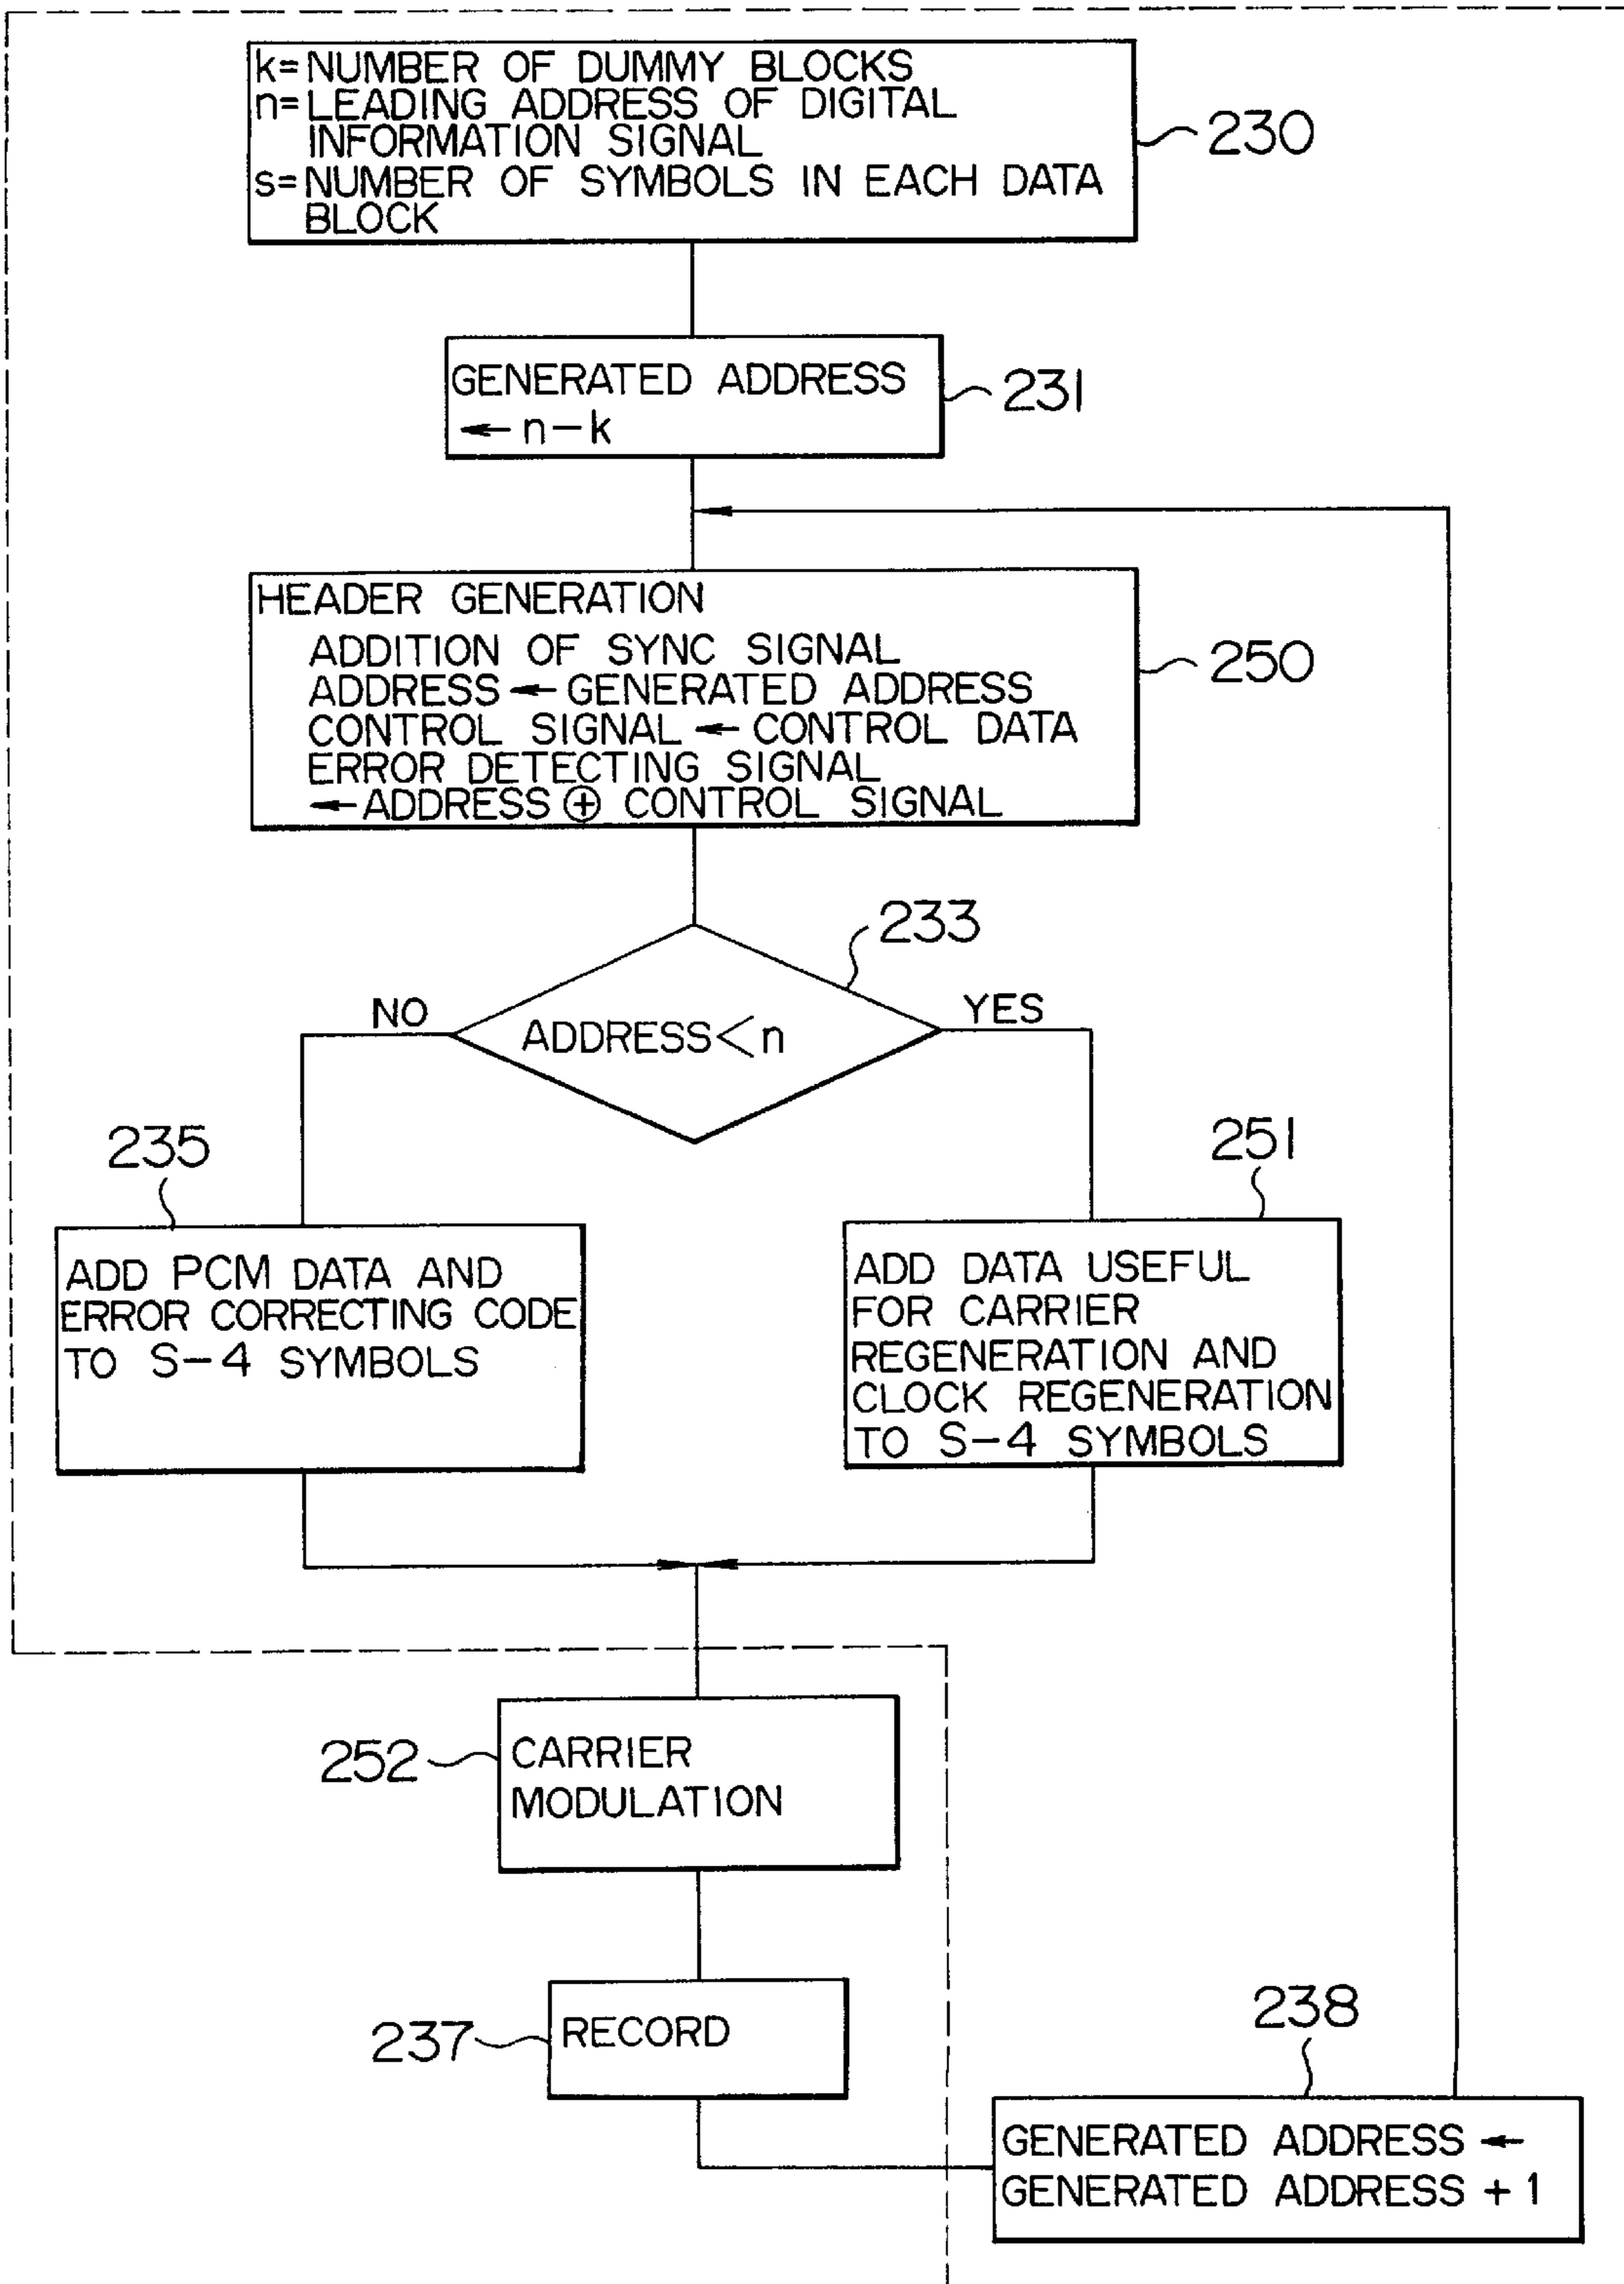 k=NUMBER OF DUMMY BLOCKS
n=LEADING ADDRESS OF DIGITAL
INFORMATION SIGNAL
s=NUMBER OF SYMBOLS IN EACH DATA
BLOCK
230
GENERATED ADDRESS
← n-k
231
HEADER GENERATION
ADDITION OF SYNC SIGNAL
ADDRESS ← GENERATED ADDRESS
CONTROL SIGNAL ← CONTROL DATA
ERROR DETECTING SIGNAL
← ADDRESS ⊕ CONTROL SIGNAL
250
233
NO
ADDRESS<n
YES
235
251
ADD PCM DATA AND
ERROR CORRECTING CODE
TO S-4 SYMBOLS
ADD DATA USEFUL
FOR CARRIER
REGENERATION AND
CLOCK REGENERATION
TO S-4 SYMBOLS
252
CARRIER
MODULATION
237
RECORD
238
GENERATED ADDRESS ←
GENERATED ADDRESS +1